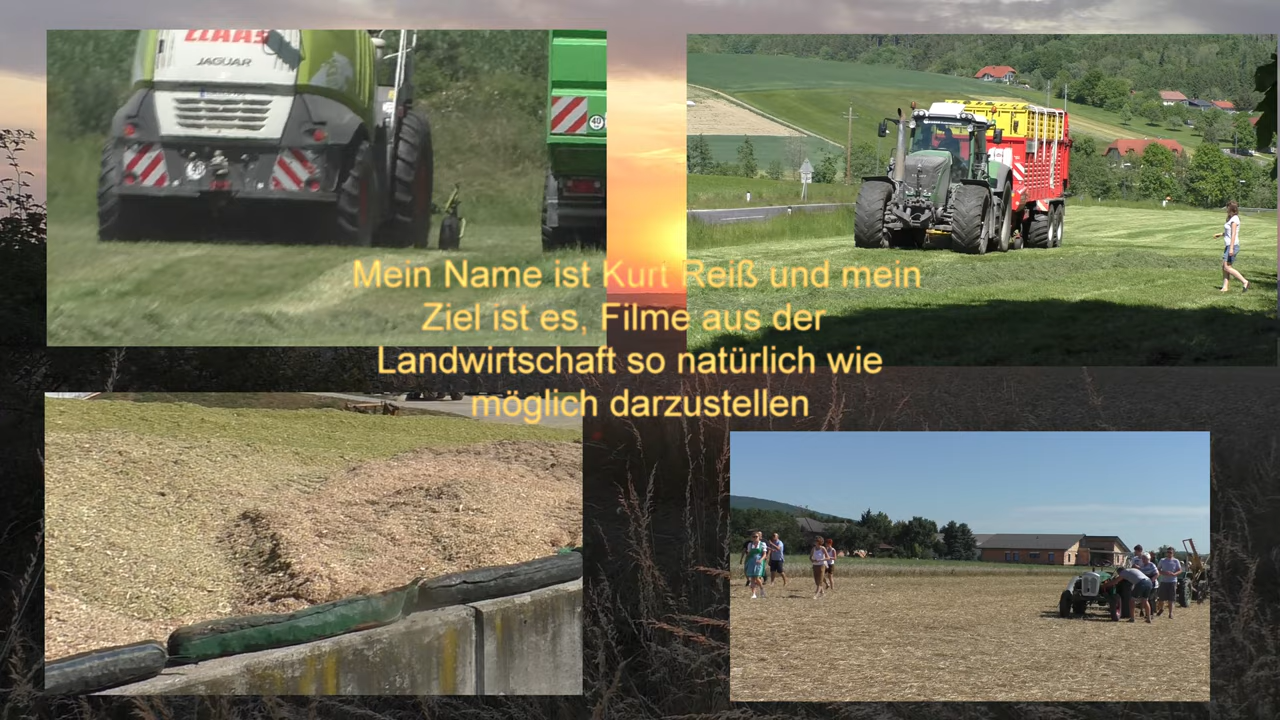 CLAAS
JAGUAR
40
Mein Name ist Kurt Reiß und mein
Ziel ist es, Filme aus der
Landwirtschaft so natürlich wie
möglich darzustellen